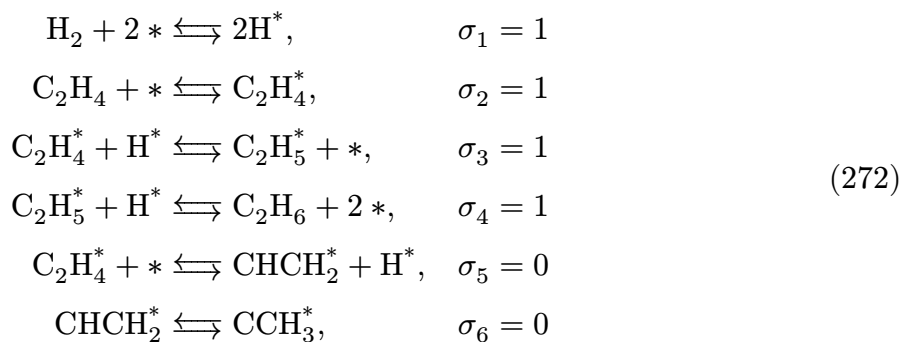 H₂ + 2 * ⇐⇒ 2H*, σ₁ = 1
C₂H₄ + * ⇐⇒ C₂H₄*, σ₂ = 1
C₂H₄* + H* ⇐⇒ C₂H₅* + *, σ₃ = 1
C₂H₅* + H* ⇐⇒ C₂H₆ + 2 *, σ₄ = 1
C₂H₄* + * ⇐⇒ CHCH₂* + H*, σ₅ = 0
CHCH₂* ⇐⇒ CCH₃*, σ₆ = 0
(272)